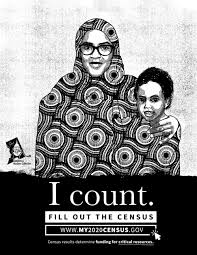 I count.
FILL OUT THE CENSUS
WWW.MY2020CENSUS.GOV
Census results determine funding for critical resources.